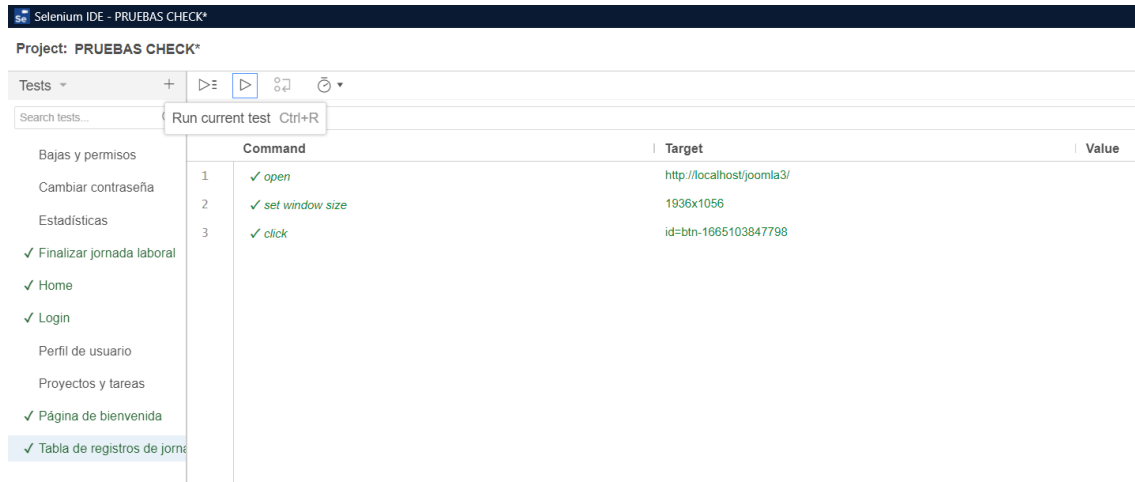 Se Selenium IDE - PRUEBAS CHECK*
Project: PRUEBAS CHECK*
Tests
Search tests...
Run current test Ctrl+R
Command Target Value
1 ✓ open http://localhost/joomla3/
2 ✓ set window size 1936x1056
3 ✓ click id=btn-1665103847798
Bajas y permisos
Cambiar contraseña
Estadísticas
✓ Finalizar jornada laboral
✓ Home
✓ Login
Perfil de usuario
Proyectos y tareas
✓ Página de bienvenida
✓ Tabla de registros de jorna